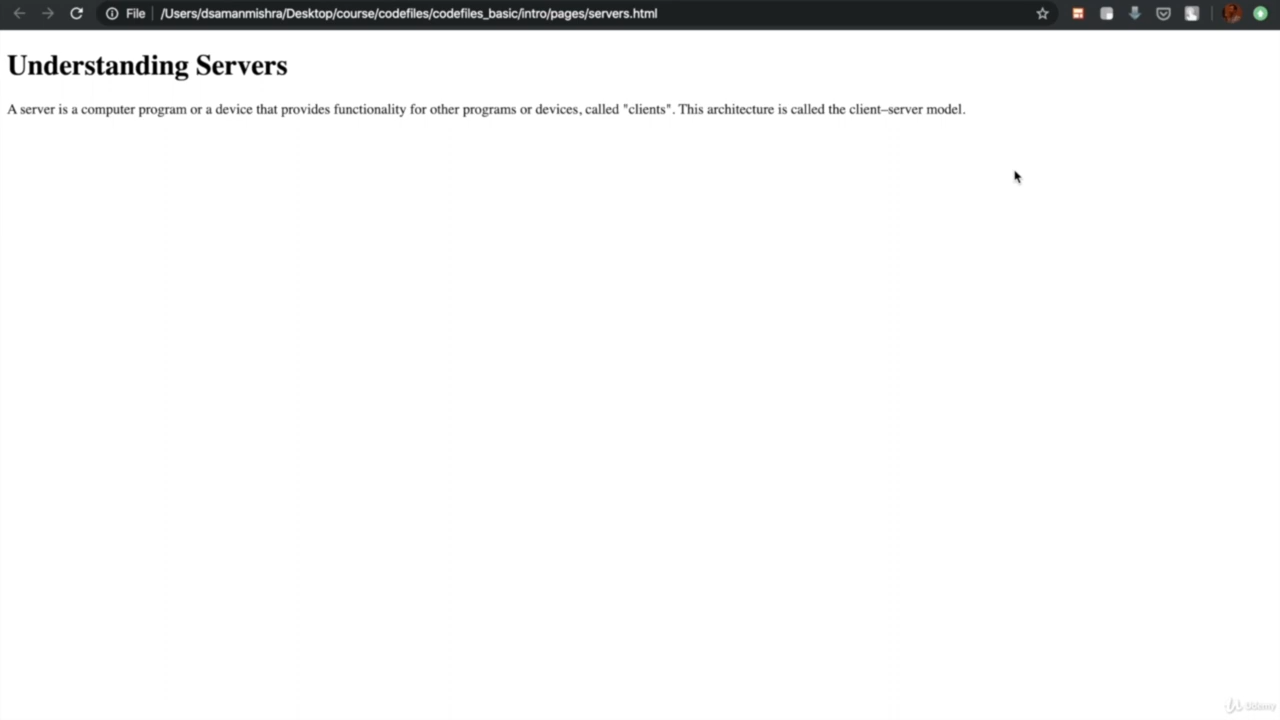 File /Users/dsamanmishra/Desktop/course/codefiles/codefiles_basic/intro/pages/servers.html
Understanding Servers
A server is a computer program or a device that provides functionality for other programs or devices, called "clients". This architecture is called the client–server model.
Udemy